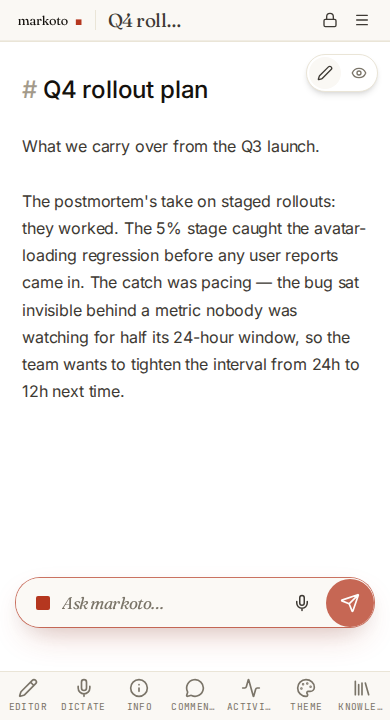 markoto
Q4 roll...
# Q4 rollout plan
What we carry over from the Q3 launch.
The postmortem's take on staged rollouts:
they worked. The 5% stage caught the avatar-
loading regression before any user reports
came in. The catch was pacing — the bug sat
invisible behind a metric nobody was
watching for half its 24-hour window, so the
team wants to tighten the interval from 24h to
12h next time.
Ask markoto...
EDITOR DICTATE INFO COMMEN… ACTIVI… THEME KNOWLE…